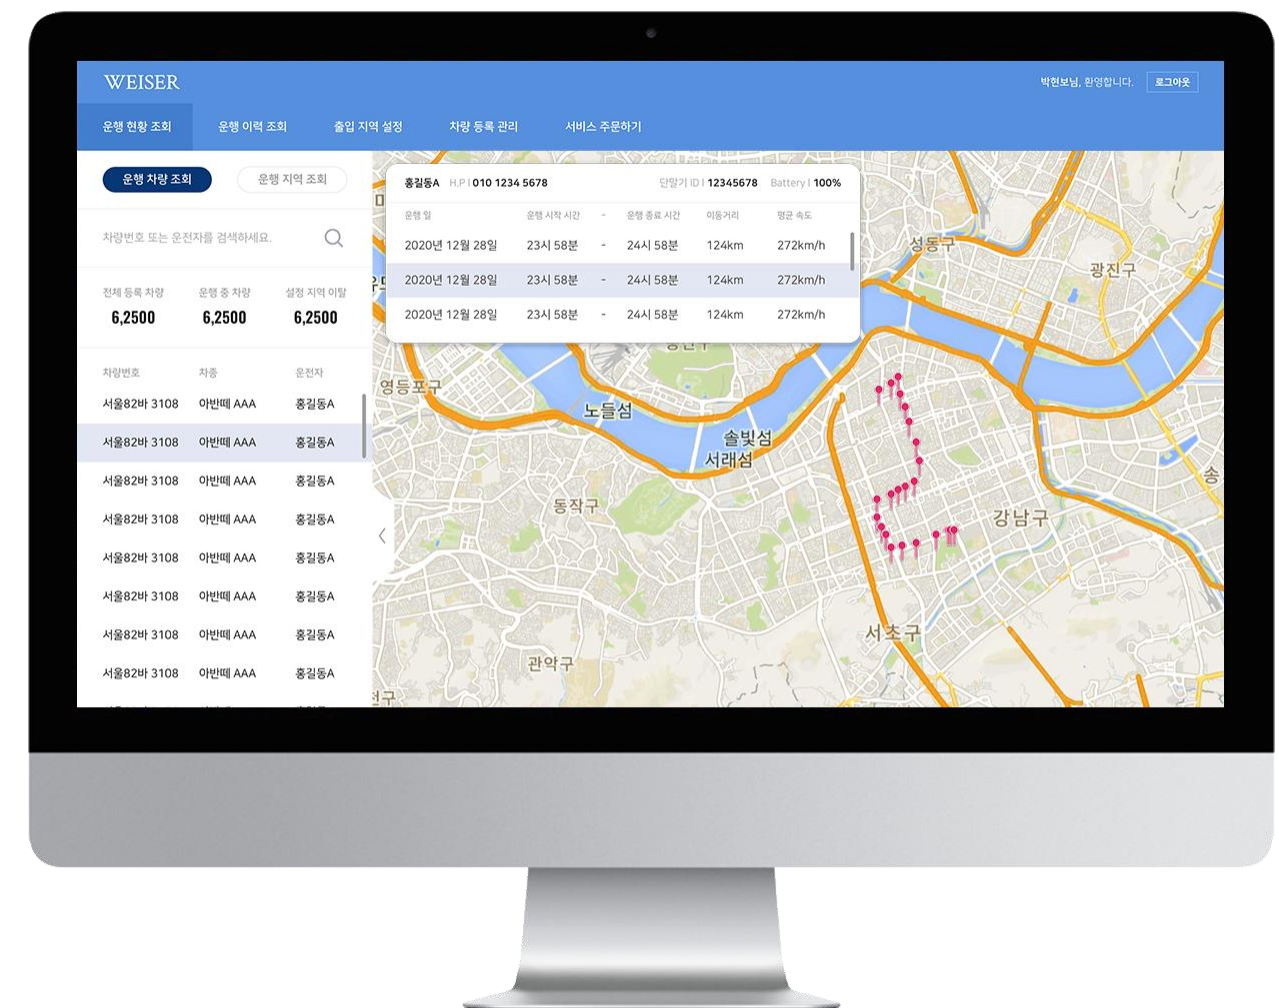 WEISER
박현보님, 환영합니다. 로그아웃
운행 현황 조회 운행 이력 조회 출입 지역 설정 차량 등록 관리 서비스 주문하기
운행 차량 조회 운행 지역 조회
차량번호 또는 운전자를 검색하세요.
전체 등록 차량 운행 중 차량 설정 지역 이탈
6,2500 6,2500 6,2500
차량번호 차종 운전자
서울82바 3108 아반떼 AAA 홍길동A
서울82바 3108 아반떼 AAA 홍길동A
서울82바 3108 아반떼 AAA 홍길동A
서울82바 3108 아반떼 AAA 홍길동A
서울82바 3108 아반떼 AAA 홍길동A
서울82바 3108 아반떼 AAA 홍길동A
서울82바 3108 아반떼 AAA 홍길동A
서울82바 3108 아반떼 AAA 홍길동A
홍길동A H.P | 010 1234 5678 단말기 ID | 12345678 Battery | 100%
운행 일 운행 시작 시간 - 운행 종료 시간 이동거리 평균 속도
2020년 12월 28일 23시 58분 - 24시 58분 124km 272km/h
2020년 12월 28일 23시 58분 - 24시 58분 124km 272km/h
2020년 12월 28일 23시 58분 - 24시 58분 124km 272km/h
성동구
광진구
영등포구
노들섬
솔빛섬
서래섬
동작구
강남구
송
서초구
관악구